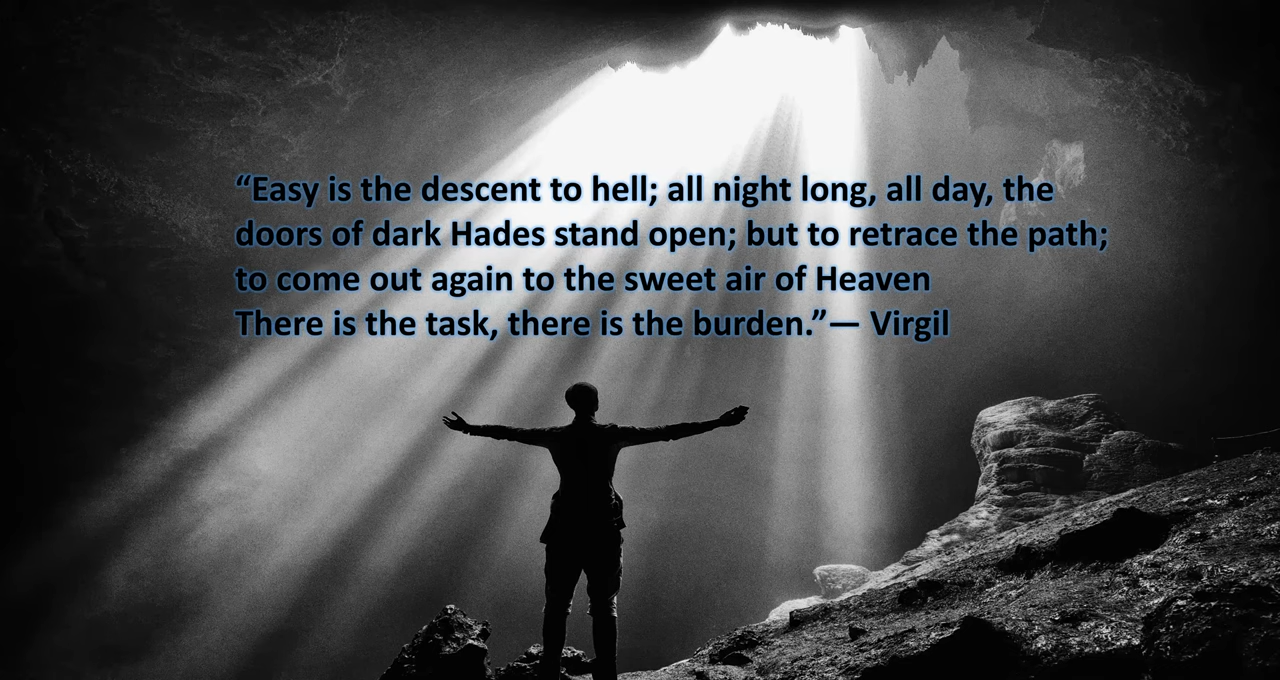 “Easy is the descent to hell; all night long, all day, the
doors of dark Hades stand open; but to retrace the path;
to come out again to the sweet air of Heaven
There is the task, there is the burden.”— Virgil